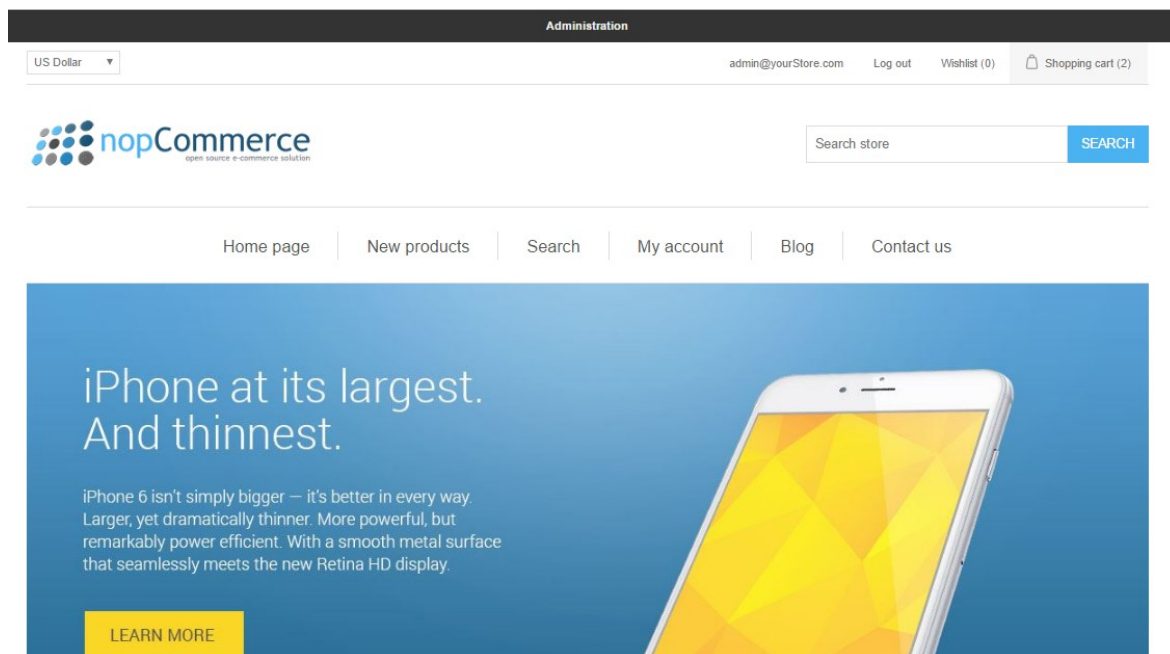 Administration
US Dollar
admin@yourStore.com Log out Wishlist (0) Shopping cart (2)
nopCommerce
open source e-commerce solution
Search store SEARCH
Home page New products Search My account Blog Contact us
iPhone at its largest.
And thinnest.
iPhone 6 isn't simply bigger — it's better in every way.
Larger, yet dramatically thinner. More powerful, but
remarkably power efficient. With a smooth metal surface
that seamlessly meets the new Retina HD display.
LEARN MORE